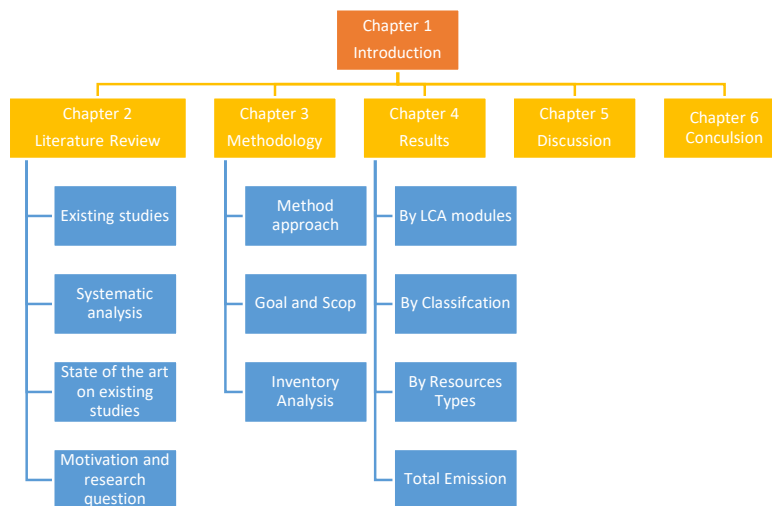 Chapter 1
Introduction
Chapter 2
Literature Review
Chapter 3
Methodology
Chapter 4
Results
Chapter 5
Discussion
Chapter 6
Conculsion
Existing studies
Systematic
analysis
State of the art
on existing
studies
Motivation and
research
question
Method
approach
Goal and Scop
Inventory
Analysis
By LCA modules
By Classifcation
By Resources
Types
Total Emission